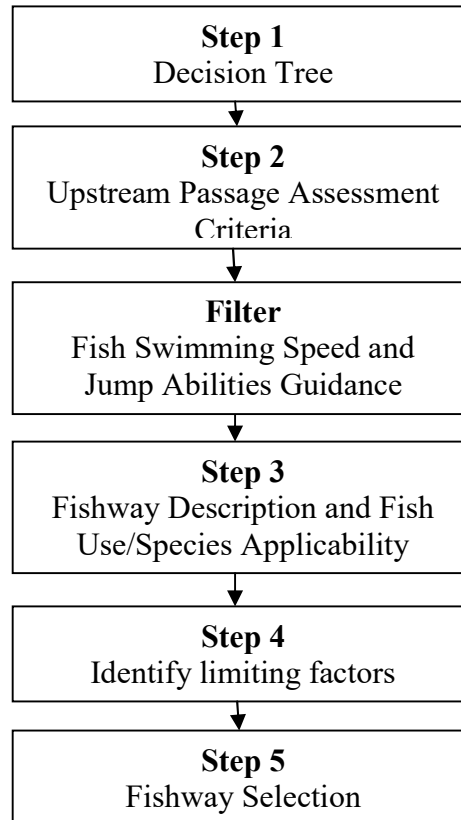 Step 1
Decision Tree
Step 2
Upstream Passage Assessment
Criteria
Filter
Fish Swimming Speed and
Jump Abilities Guidance
Step 3
Fishway Description and Fish
Use/Species Applicability
Step 4
Identify limiting factors
Step 5
Fishway Selection